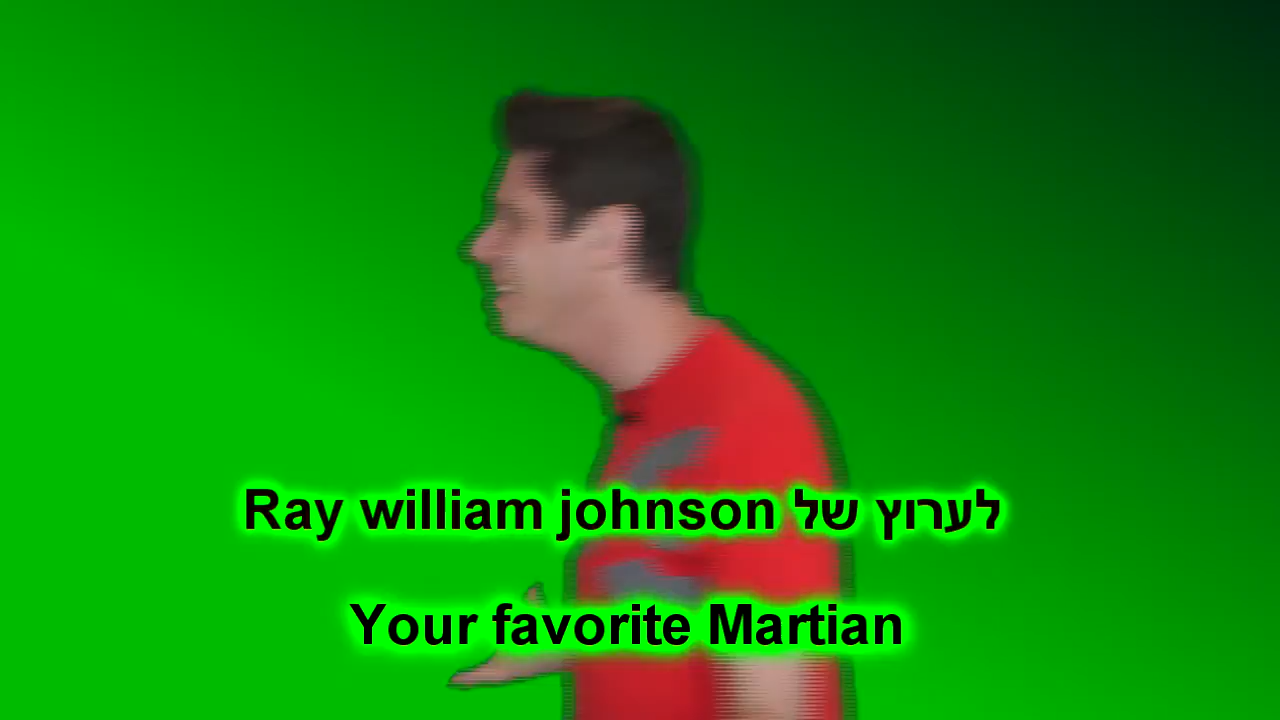 לערוץ של Ray william johnson
Your favorite Martian